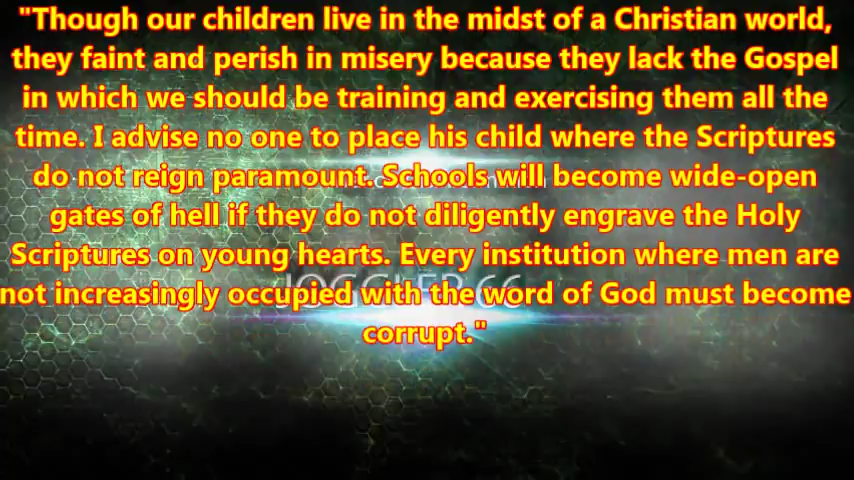 "Though our children live in the midst of a Christian world,
they faint and perish in misery because they lack the Gospel
in which we should be training and exercising them all the
time. I advise no one to place his child where the Scriptures
do not reign paramount. Schools will become wide-open
gates of hell if they do not diligently engrave the Holy
Scriptures on young hearts. Every institution where men are
not increasingly occupied with the word of God must become
corrupt."
JOGGLER66